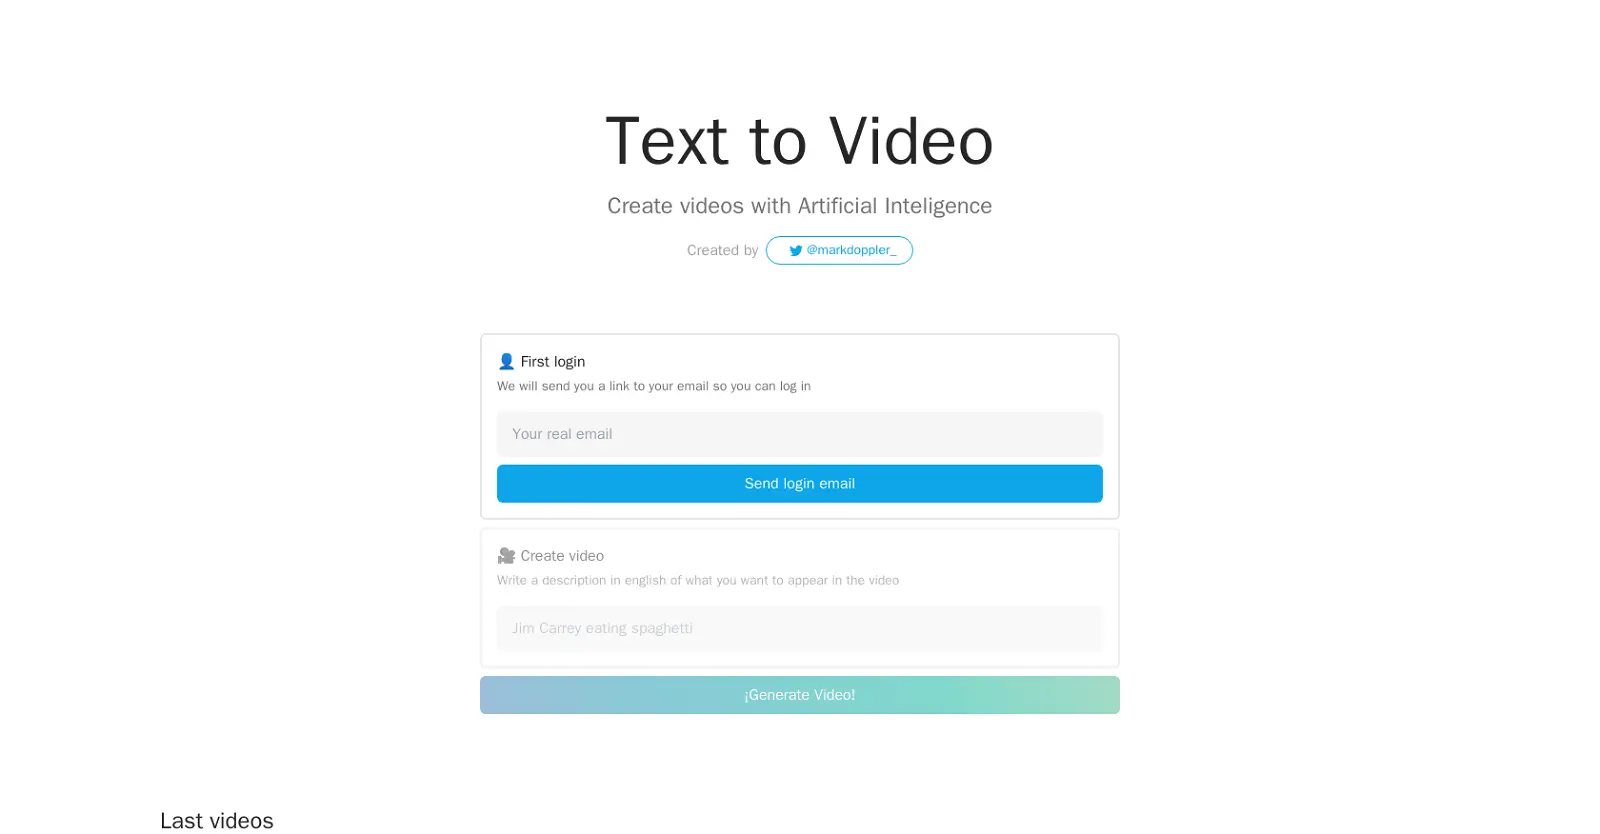 Text to Video
Create videos with Artificial Inteligence
Created by @markdoppler_
First login
We will send you a link to your email so you can log in
Your real email
Send login email
Create video
Write a description in english of what you want to appear in the video
Jim Carrey eating spaghetti
¡Generate Video!
Last videos